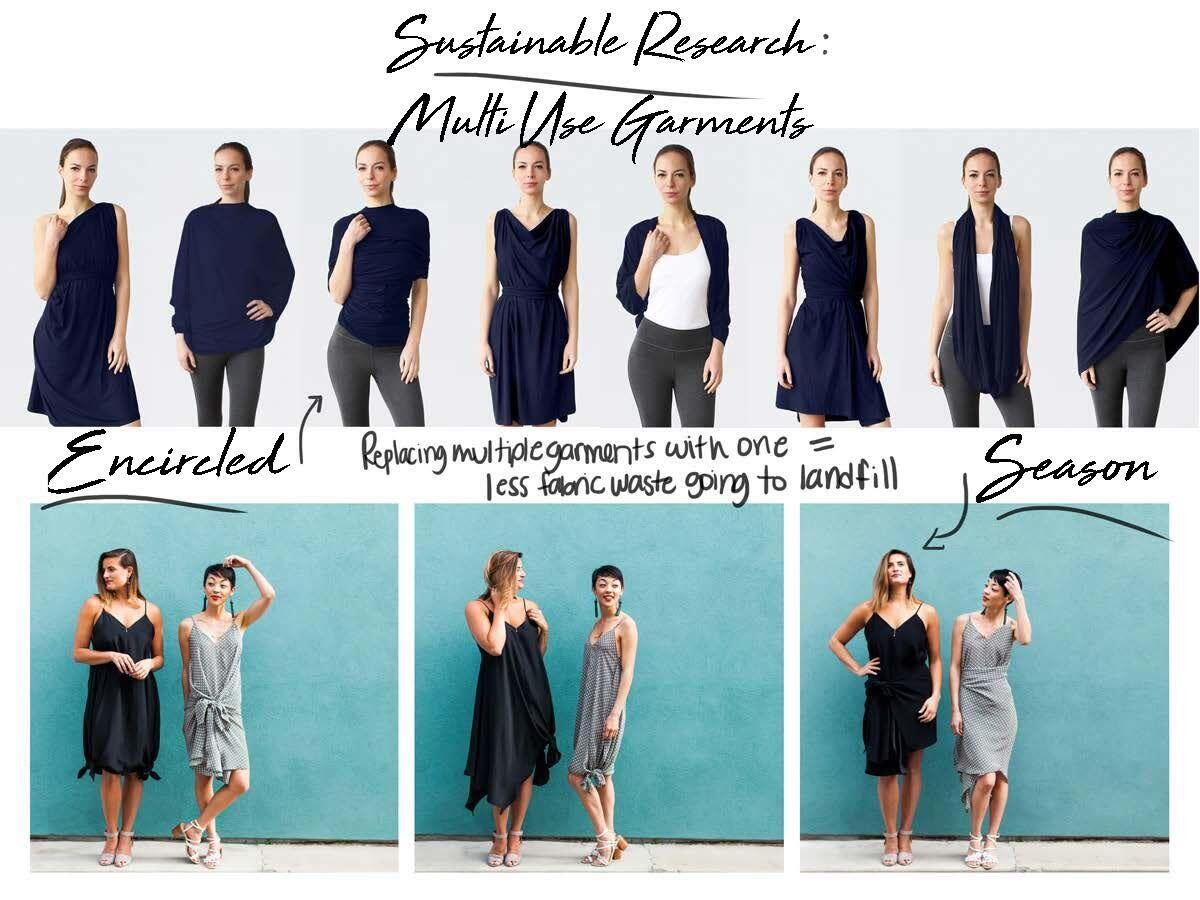 Sustainable Research:
Multi Use Garments
Encircled
Replacing multiple garments with one =
less fabric waste going to landfill
Season